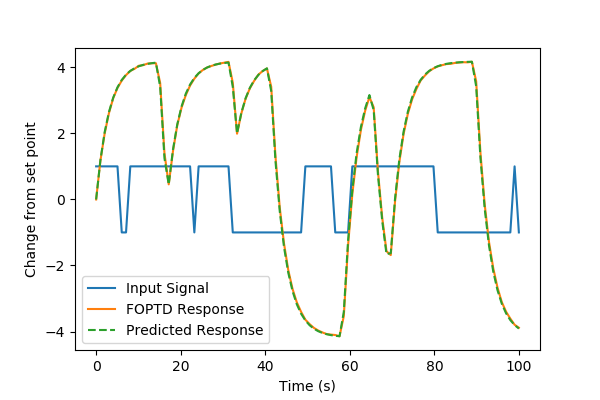 Change from set point
4
2
0
−2
−4
Input Signal
FOPTD Response
Predicted Response
0 20 40 60 80 100
Time (s)